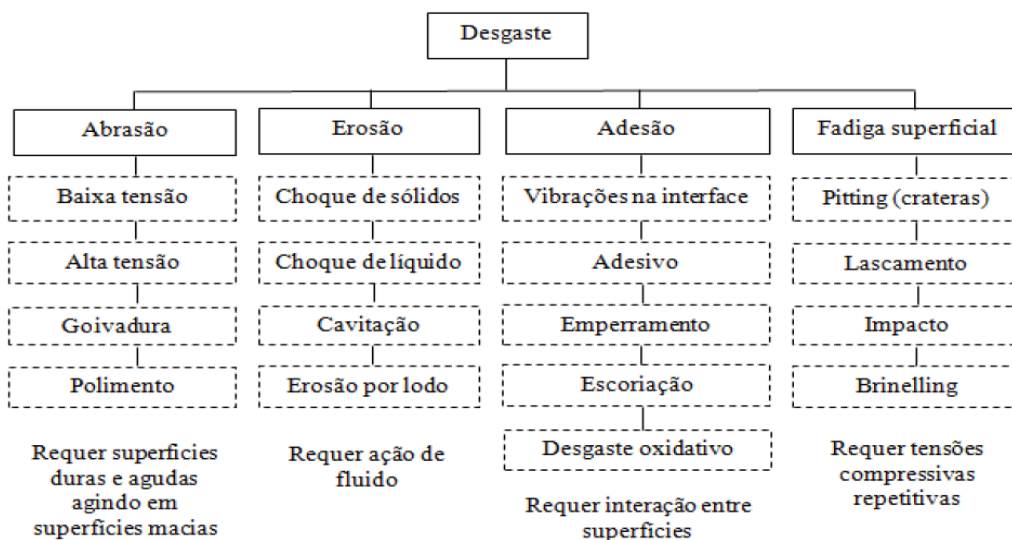 Desgaste
Abrasão
Baixa tensão
Alta tensão
Goivadura
Polimento
Requer superfícies
duras e agudas
agindo em
superfícies macias
Erosão
Choque de sólidos
Choque de líquido
Cavitação
Erosão por lodo
Requer ação de
fluido
Adesão
Vibrações na interface
Adesivo
Emperramento
Escoriação
Desgaste oxidativo
Requer interação entre
superfícies
Fadiga superficial
Pitting (crateras)
Lascamento
Impacto
Brinelling
Requer tensões
compressivas
repetitivas